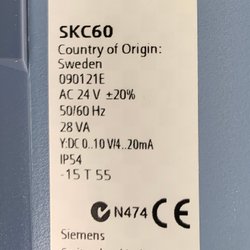 SKC60
Country of Origin:
Sweden
090121E
AC 24 V ±20%
50/60 Hz
28 VA
Y:DC 0..10 V/4..20mA
IP54
-15 T 55
N474 CE
Siemens